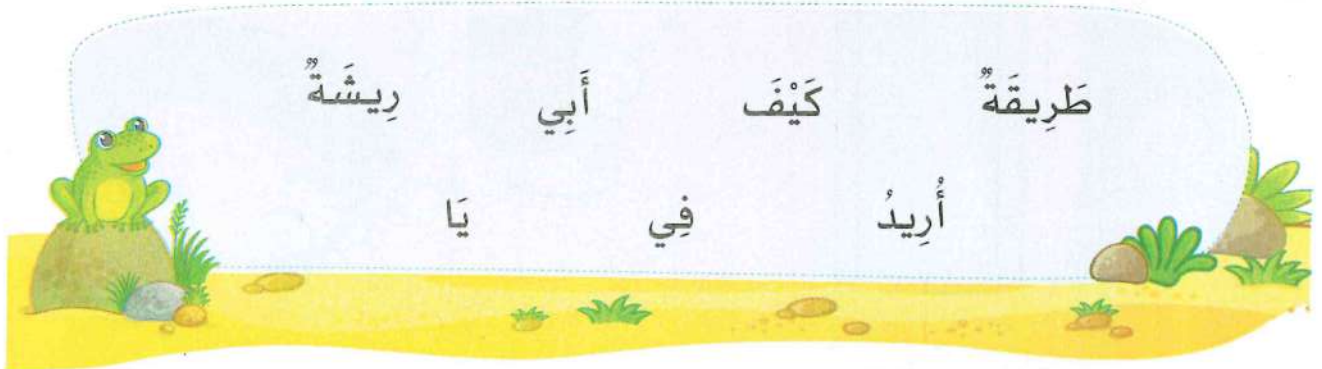 طَرِيقَةٌ كَيْفَ أَبِي رِيشَةٌ
أُرِيدُ فِي يَا